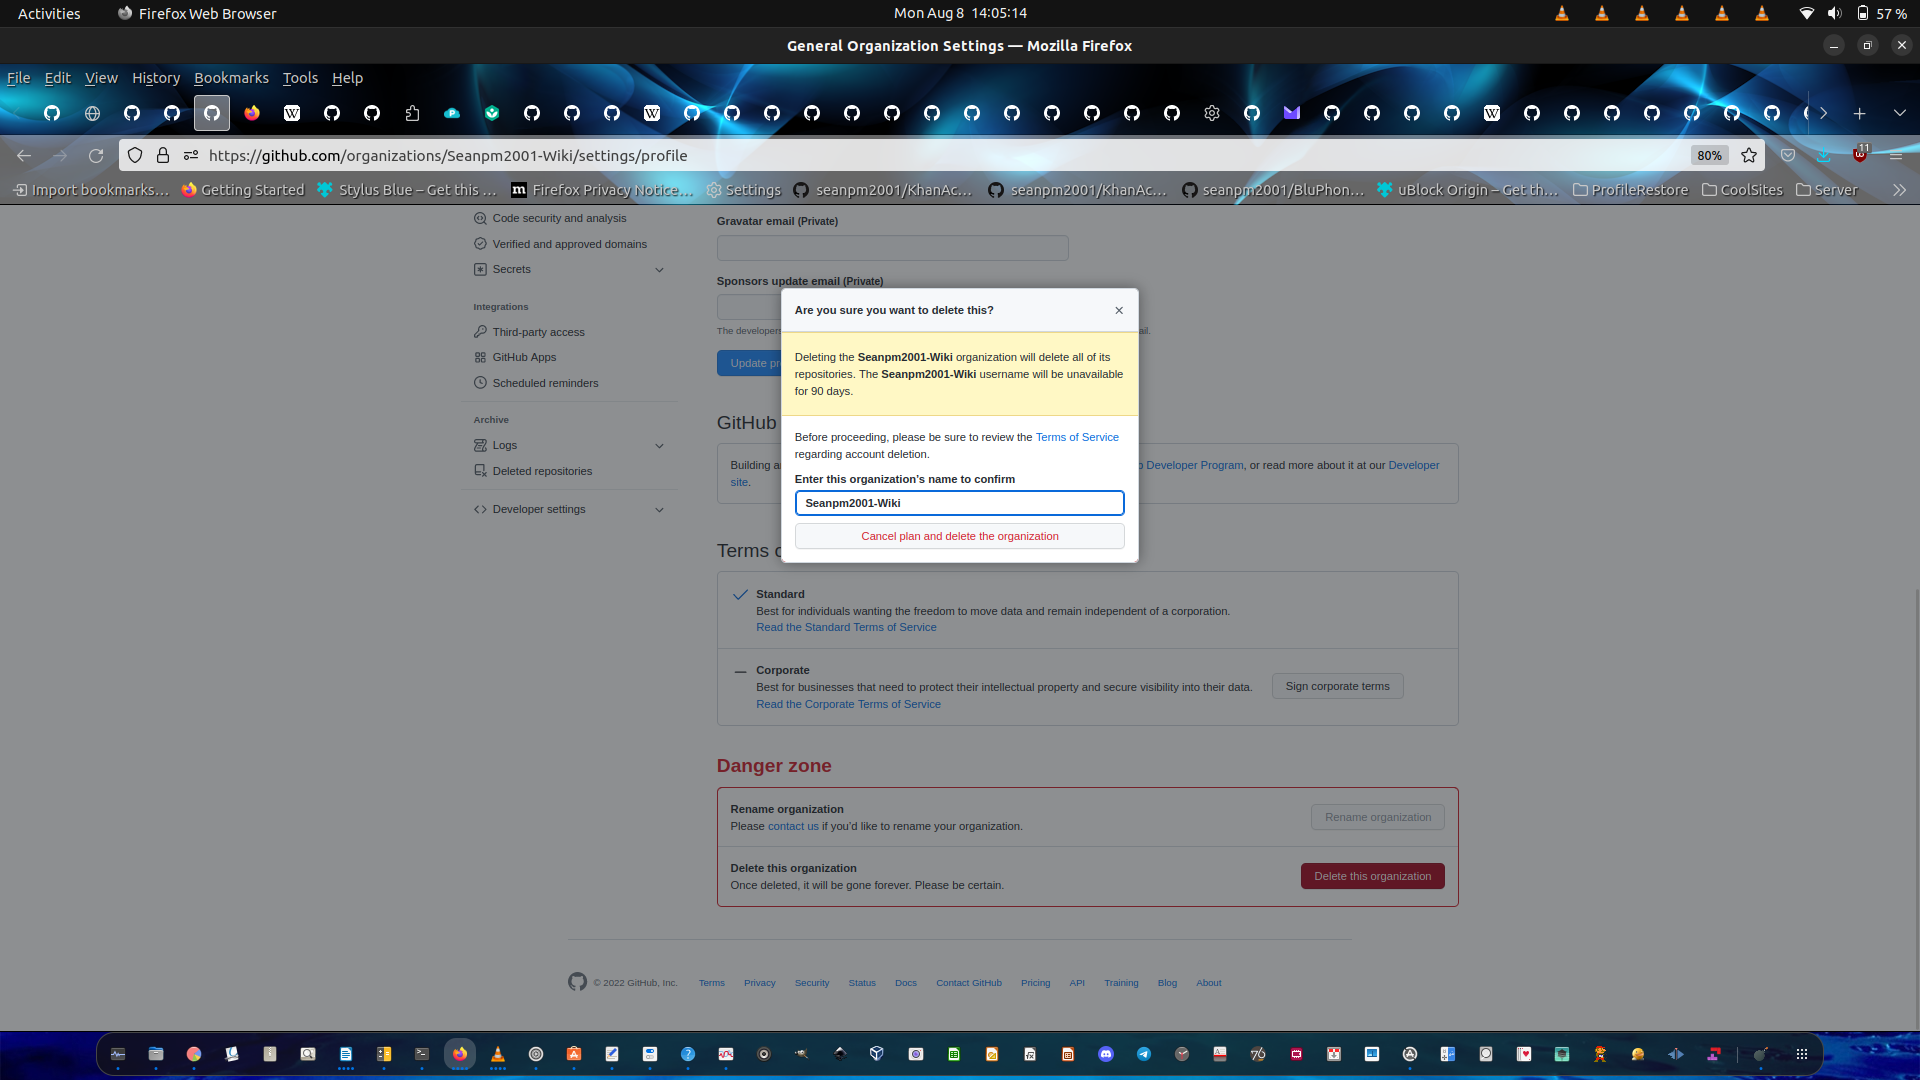 Activities
Firefox Web Browser
Mon Aug 8 14:05:14
57 %
General Organization Settings — Mozilla Firefox
File Edit View History Bookmarks Tools Help
https://github.com/organizations/Seanpm2001-Wiki/settings/profile
80%
11
Import bookmarks…
Getting Started
Stylus Blue – Get this …
Firefox Privacy Notice…
Settings
seanpm2001/KhanAc…
seanpm2001/KhanAc…
seanpm2001/BluPhon…
uBlock Origin – Get th…
ProfileRestore
CoolSites
Server
Code security and analysis
Verified and approved domains
Secrets
Integrations
Third-party access
GitHub Apps
Scheduled reminders
Archive
Logs
Deleted repositories
Developer settings
Gravatar email (Private)
Sponsors update email (Private)
The developer
ail.
Update pr
Are you sure you want to delete this?
Deleting the Seanpm2001-Wiki organization will delete all of its
repositories. The Seanpm2001-Wiki username will be unavailable
for 90 days.
Before proceeding, please be sure to review the Terms of Service
regarding account deletion.
Enter this organization's name to confirm
Seanpm2001-Wiki
Cancel plan and delete the organization
GitHub
Building a
Developer Program, or read more about it at our Developer
site.
Terms o
Standard
Best for individuals wanting the freedom to move data and remain independent of a corporation.
Read the Standard Terms of Service
Corporate
Best for businesses that need to protect their intellectual property and secure visibility into their data.
Read the Corporate Terms of Service
Sign corporate terms
Danger zone
Rename organization
Please contact us if you'd like to rename your organization.
Rename organization
Delete this organization
Once deleted, it will be gone forever. Please be certain.
Delete this organization
© 2022 GitHub, Inc.
Terms
Privacy
Security
Status
Docs
Contact GitHub
Pricing
API
Training
Blog
About